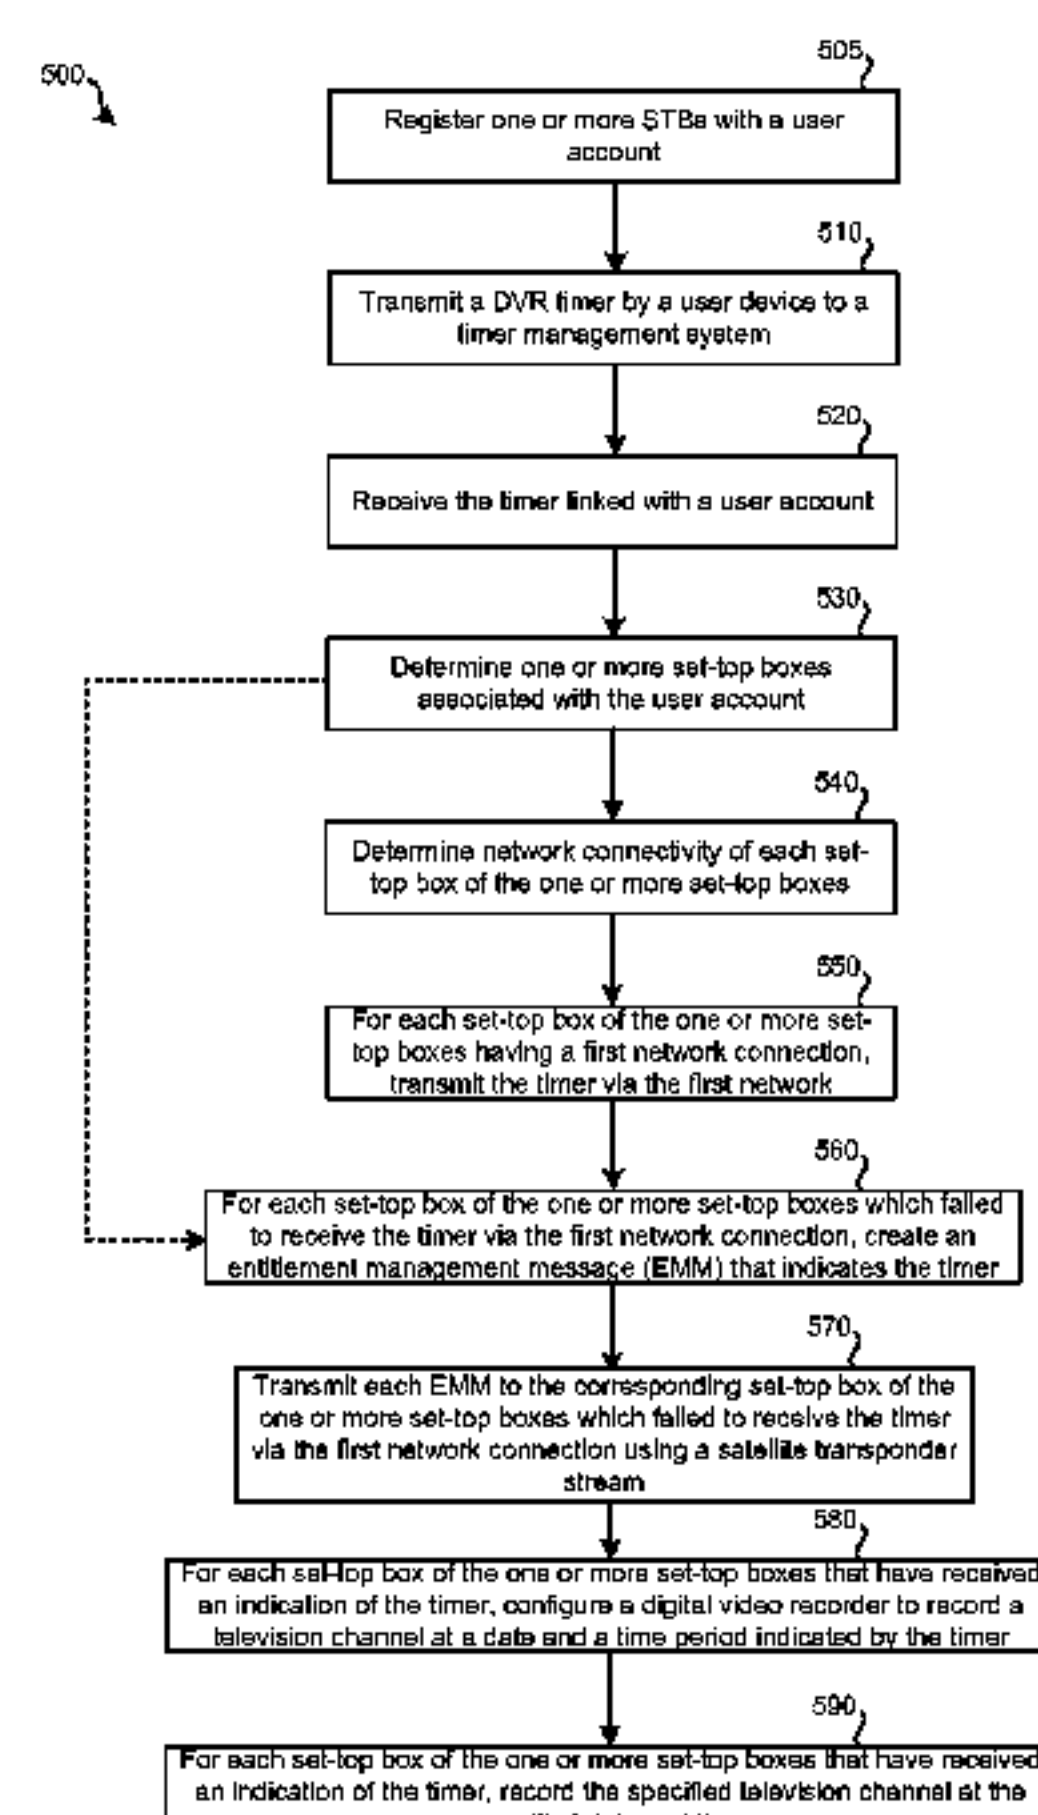 500
505
Register one or more STBs with a user
account
510
Transmit a DVR timer by a user device to a
timer management system
520
Receive the timer linked with a user account
530
Determine one or more set-top boxes
associated with the user account
540
Determine network connectivity of each set-
top box of the one or more set-top boxes
550
For each set-top box of the one or more set-
top boxes having a first network connection,
transmit the timer via the first network
560
For each set-top box of the one or more set-top boxes which failed
to receive the timer via the first network connection, create an
entitlement management message (EMM) that indicates the timer
570
Transmit each EMM to the corresponding set-top box of the
one or more set-top boxes which failed to receive the timer
via the first network connection using a satellite transponder
stream
580
For each set-top box of the one or more set-top boxes that have received
an indication of the timer, configure a digital video recorder to record a
television channel at a date and a time period indicated by the timer
590
For each set-top box of the one or more set-top boxes that have received
an indication of the timer, record the specified television channel at the